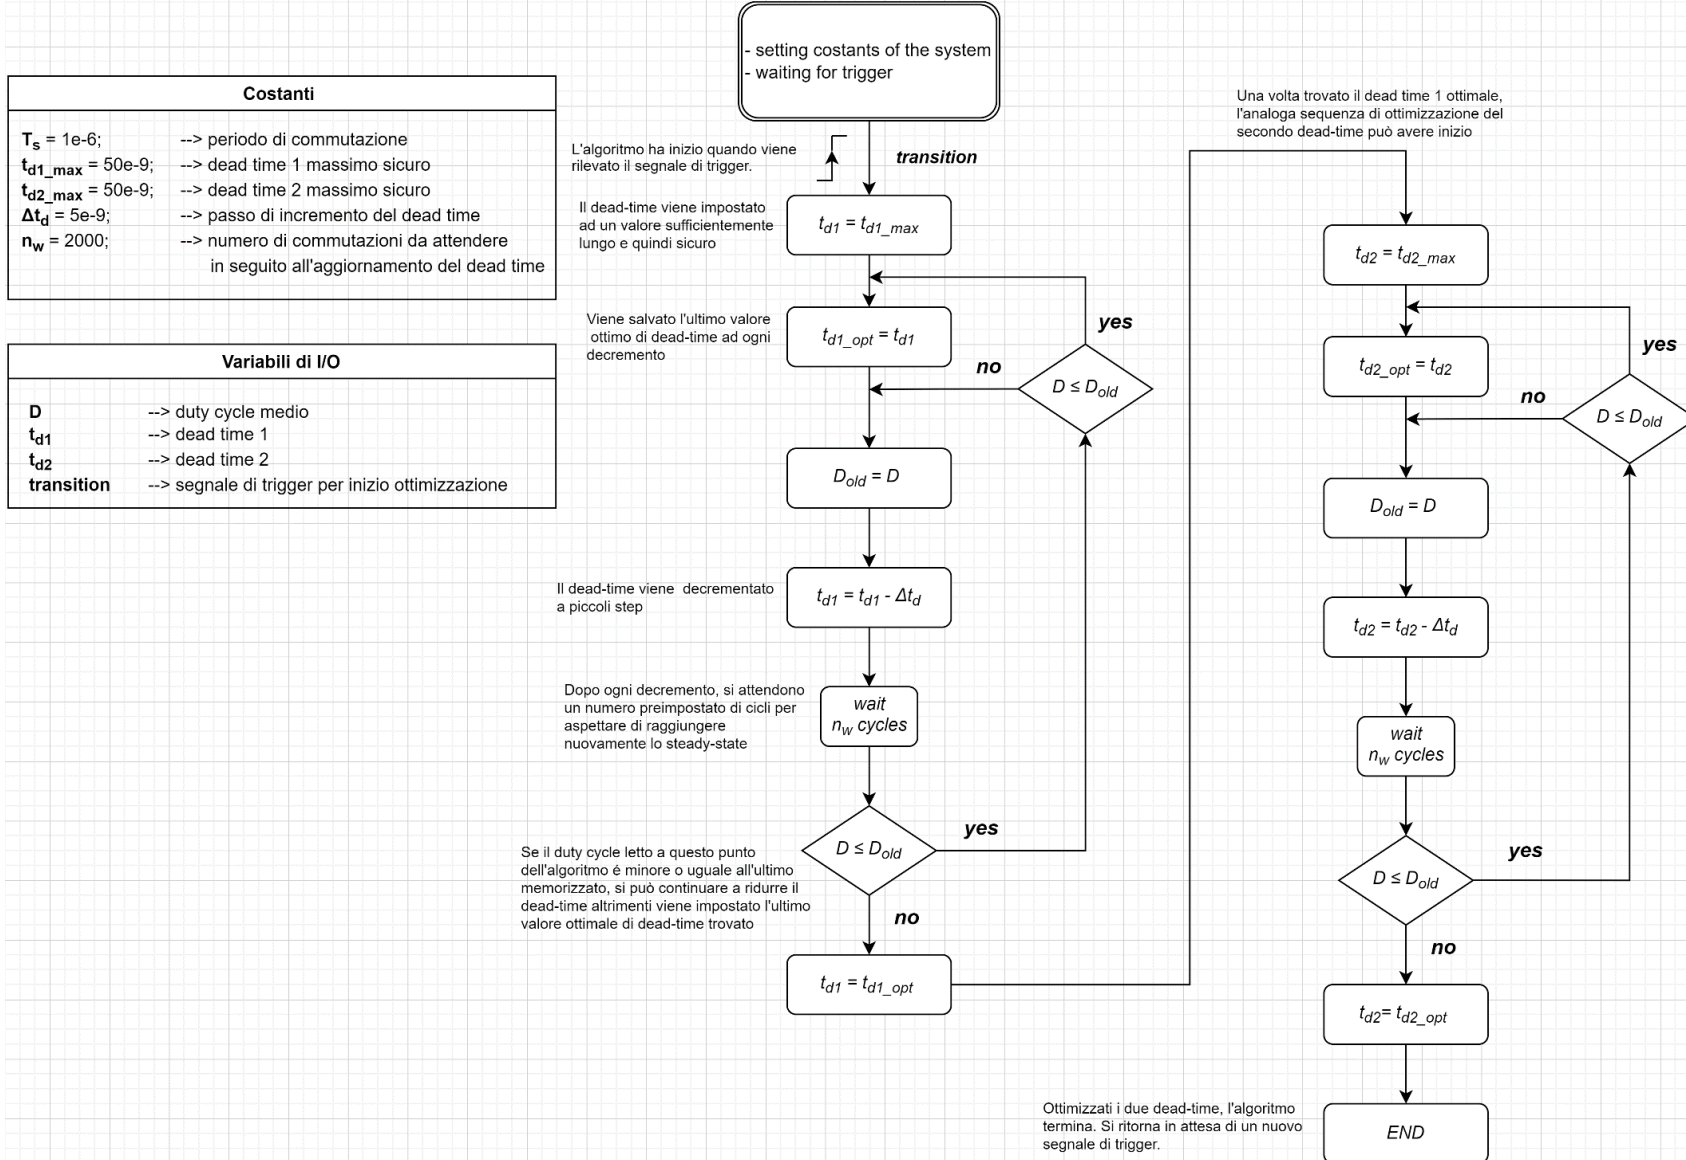 Costanti
Ts = 1e-6; --> periodo di commutazione
td1_max = 50e-9; --> dead time 1 massimo sicuro
td2_max = 50e-9; --> dead time 2 massimo sicuro
Δtd = 5e-9; --> passo di incremento del dead time
nw = 2000; --> numero di commutazioni da attendere
in seguito all'aggiornamento del dead time
Variabili di I/O
D --> duty cycle medio
td1 --> dead time 1
td2 --> dead time 2
transition --> segnale di trigger per inizio ottimizzazione
- setting costants of the system
- waiting for trigger
L'algoritmo ha inizio quando viene
rilevato il segnale di trigger.
transition
Il dead-time viene impostato
ad un valore sufficientemente
lungo e quindi sicuro
td1 = td1_max
Viene salvato l'ultimo valore
ottimo di dead-time ad ogni
decremento
td1_opt = td1
yes
no
D ≤ Dold
Dold = D
Il dead-time viene decrementato
a piccoli step
td1 = td1 - Δtd
Dopo ogni decremento, si attendono
un numero preimpostato di cicli per
aspettare di raggiungere
nuovamente lo steady-state
wait
nw cycles
D ≤ Dold
yes
Se il duty cycle letto a questo punto
dell'algoritmo é minore o uguale all'ultimo
memorizzato, si può continuare a ridurre il
dead-time altrimenti viene impostato l'ultimo
valore ottimale di dead-time trovato
no
td1 = td1_opt
Una volta trovato il dead time 1 ottimale,
l'analoga sequenza di ottimizzazione del
secondo dead-time può avere inizio
td2 = td2_max
td2_opt = td2
yes
no
D ≤ Dold
Dold = D
td2 = td2 - Δtd
wait
nw cycles
D ≤ Dold
yes
no
td2= td2_opt
Ottimizzati i due dead-time, l'algoritmo
termina. Si ritorna in attesa di un nuovo
segnale di trigger.
END